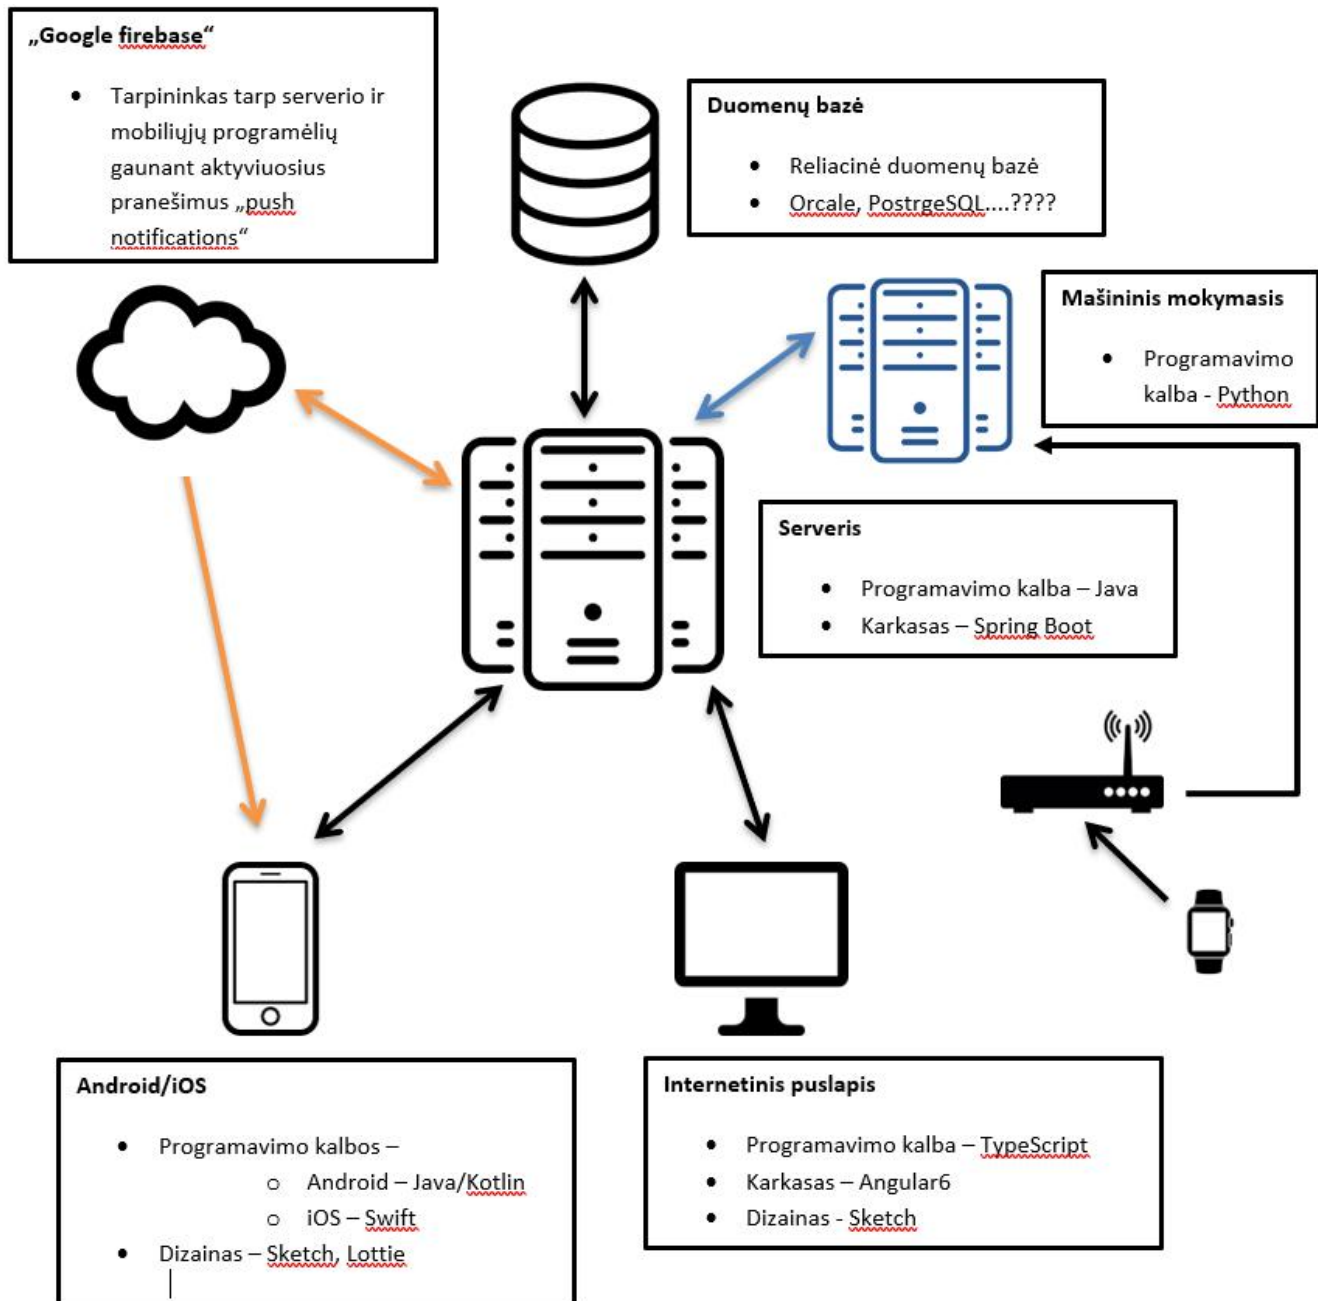 „Google firebase“
Tarpininkas tarp serverio ir
mobiliųjų programėlių
gaunant aktyviuosius
pranešimus „push
notifications“
Duomenų bazė
Reliacinė duomenų bazė
Orcale, PostrgeSQL....????
Mašininis mokymasis
Programavimo
kalba - Python
Serveris
Programavimo kalba – Java
Karkasas – Spring Boot
Android/iOS
Programavimo kalbos –
Android – Java/Kotlin
iOS – Swift
Dizainas – Sketch, Lottie
Internetinis puslapis
Programavimo kalba – TypeScript
Karkasas – Angular6
Dizainas - Sketch